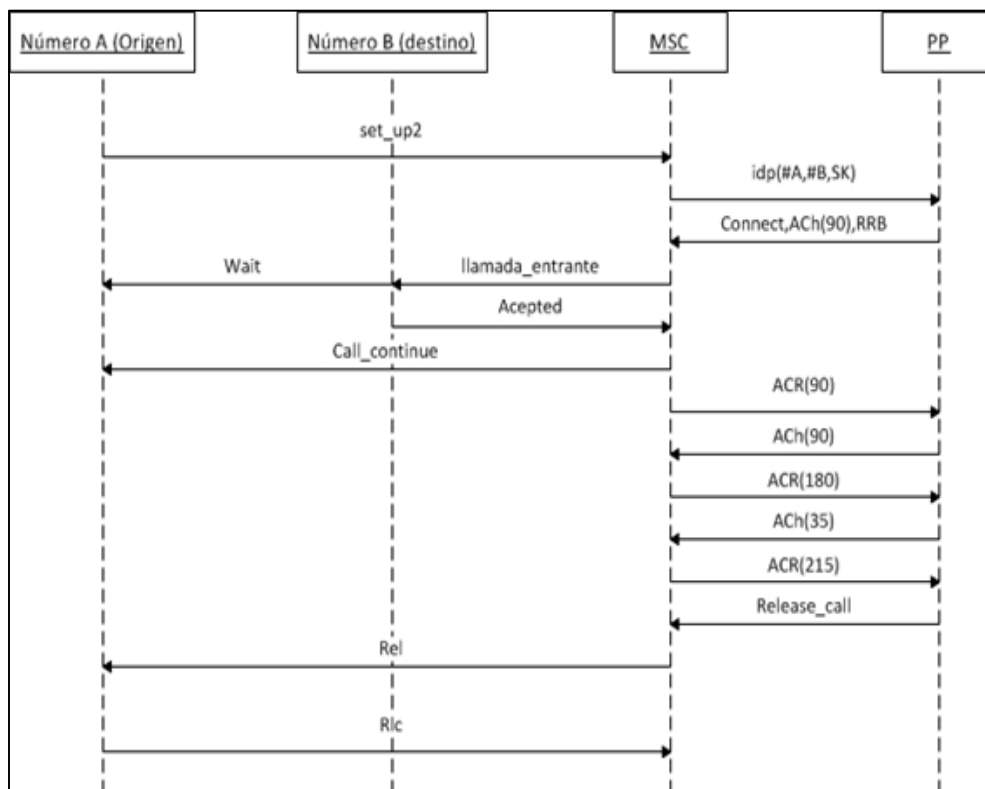 Número A (Origen)
Número B (destino)
MSC
PP
set_up2
idp(#A,#B,SK)
Connect,ACh(90),RRB
Wait
llamada_entrante
Acepted
Call_continue
ACR(90)
ACh(90)
ACR(180)
ACh(35)
ACR(215)
Release_call
Rel
Rlc